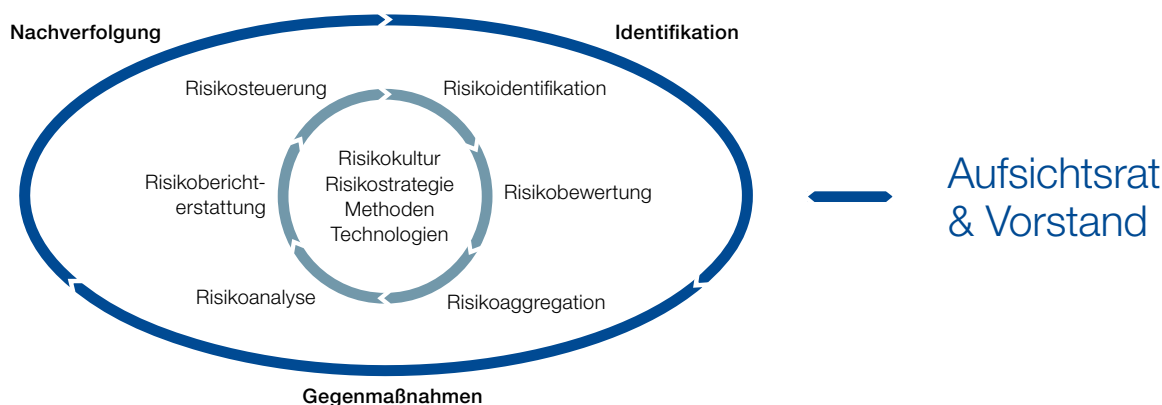 Nachverfolgung
Identifikation
Risikosteuerung
Risikoidentifikation
Risikobericht-
erstattung
Risikokultur
Risikostrategie
Methoden
Technologien
Risikobewertung
Aufsichtsrat
& Vorstand
Risikoanalyse
Risikoaggregation
Gegenmaßnahmen